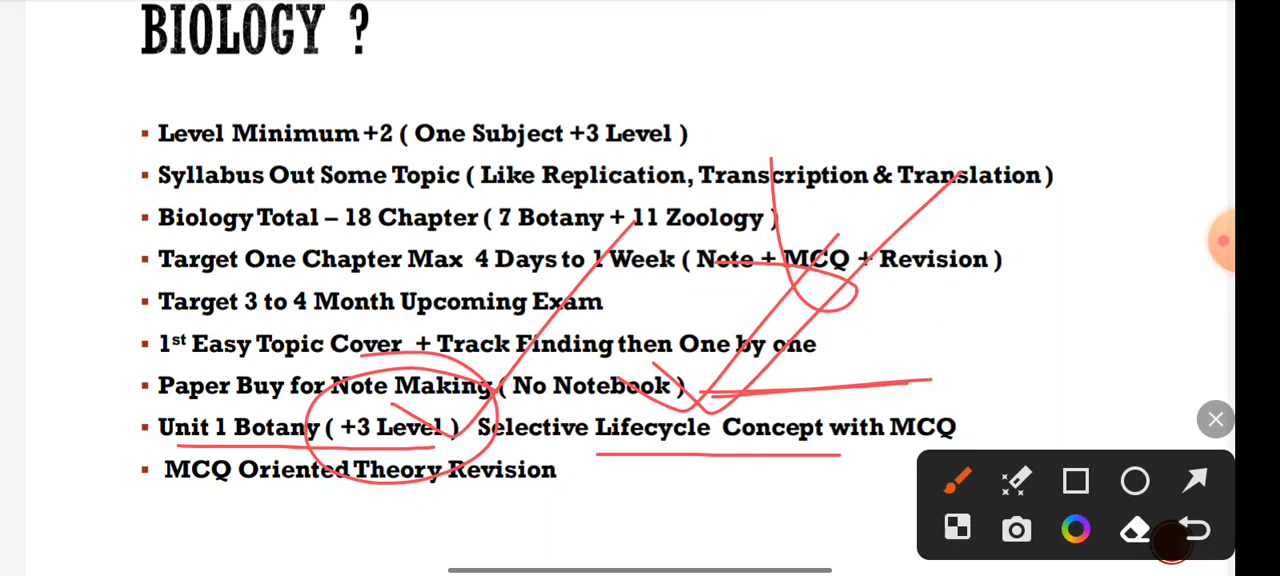 BIOLOGY ?
Level Minimum +2 ( One Subject +3 Level )
Syllabus Out Some Topic ( Like Replication, Transcription & Translation )
Biology Total – 18 Chapter ( 7 Botany + 11 Zoology )
Target One Chapter Max 4 Days to 1 Week ( Note + MCQ + Revision )
Target 3 to 4 Month Upcoming Exam
1st Easy Topic Cover + Track Finding then One by one
Paper Buy for Note Making ( No Notebook )
Unit 1 Botany ( +3 Level ) Selective Lifecycle Concept with MCQ
MCQ Oriented Theory Revision